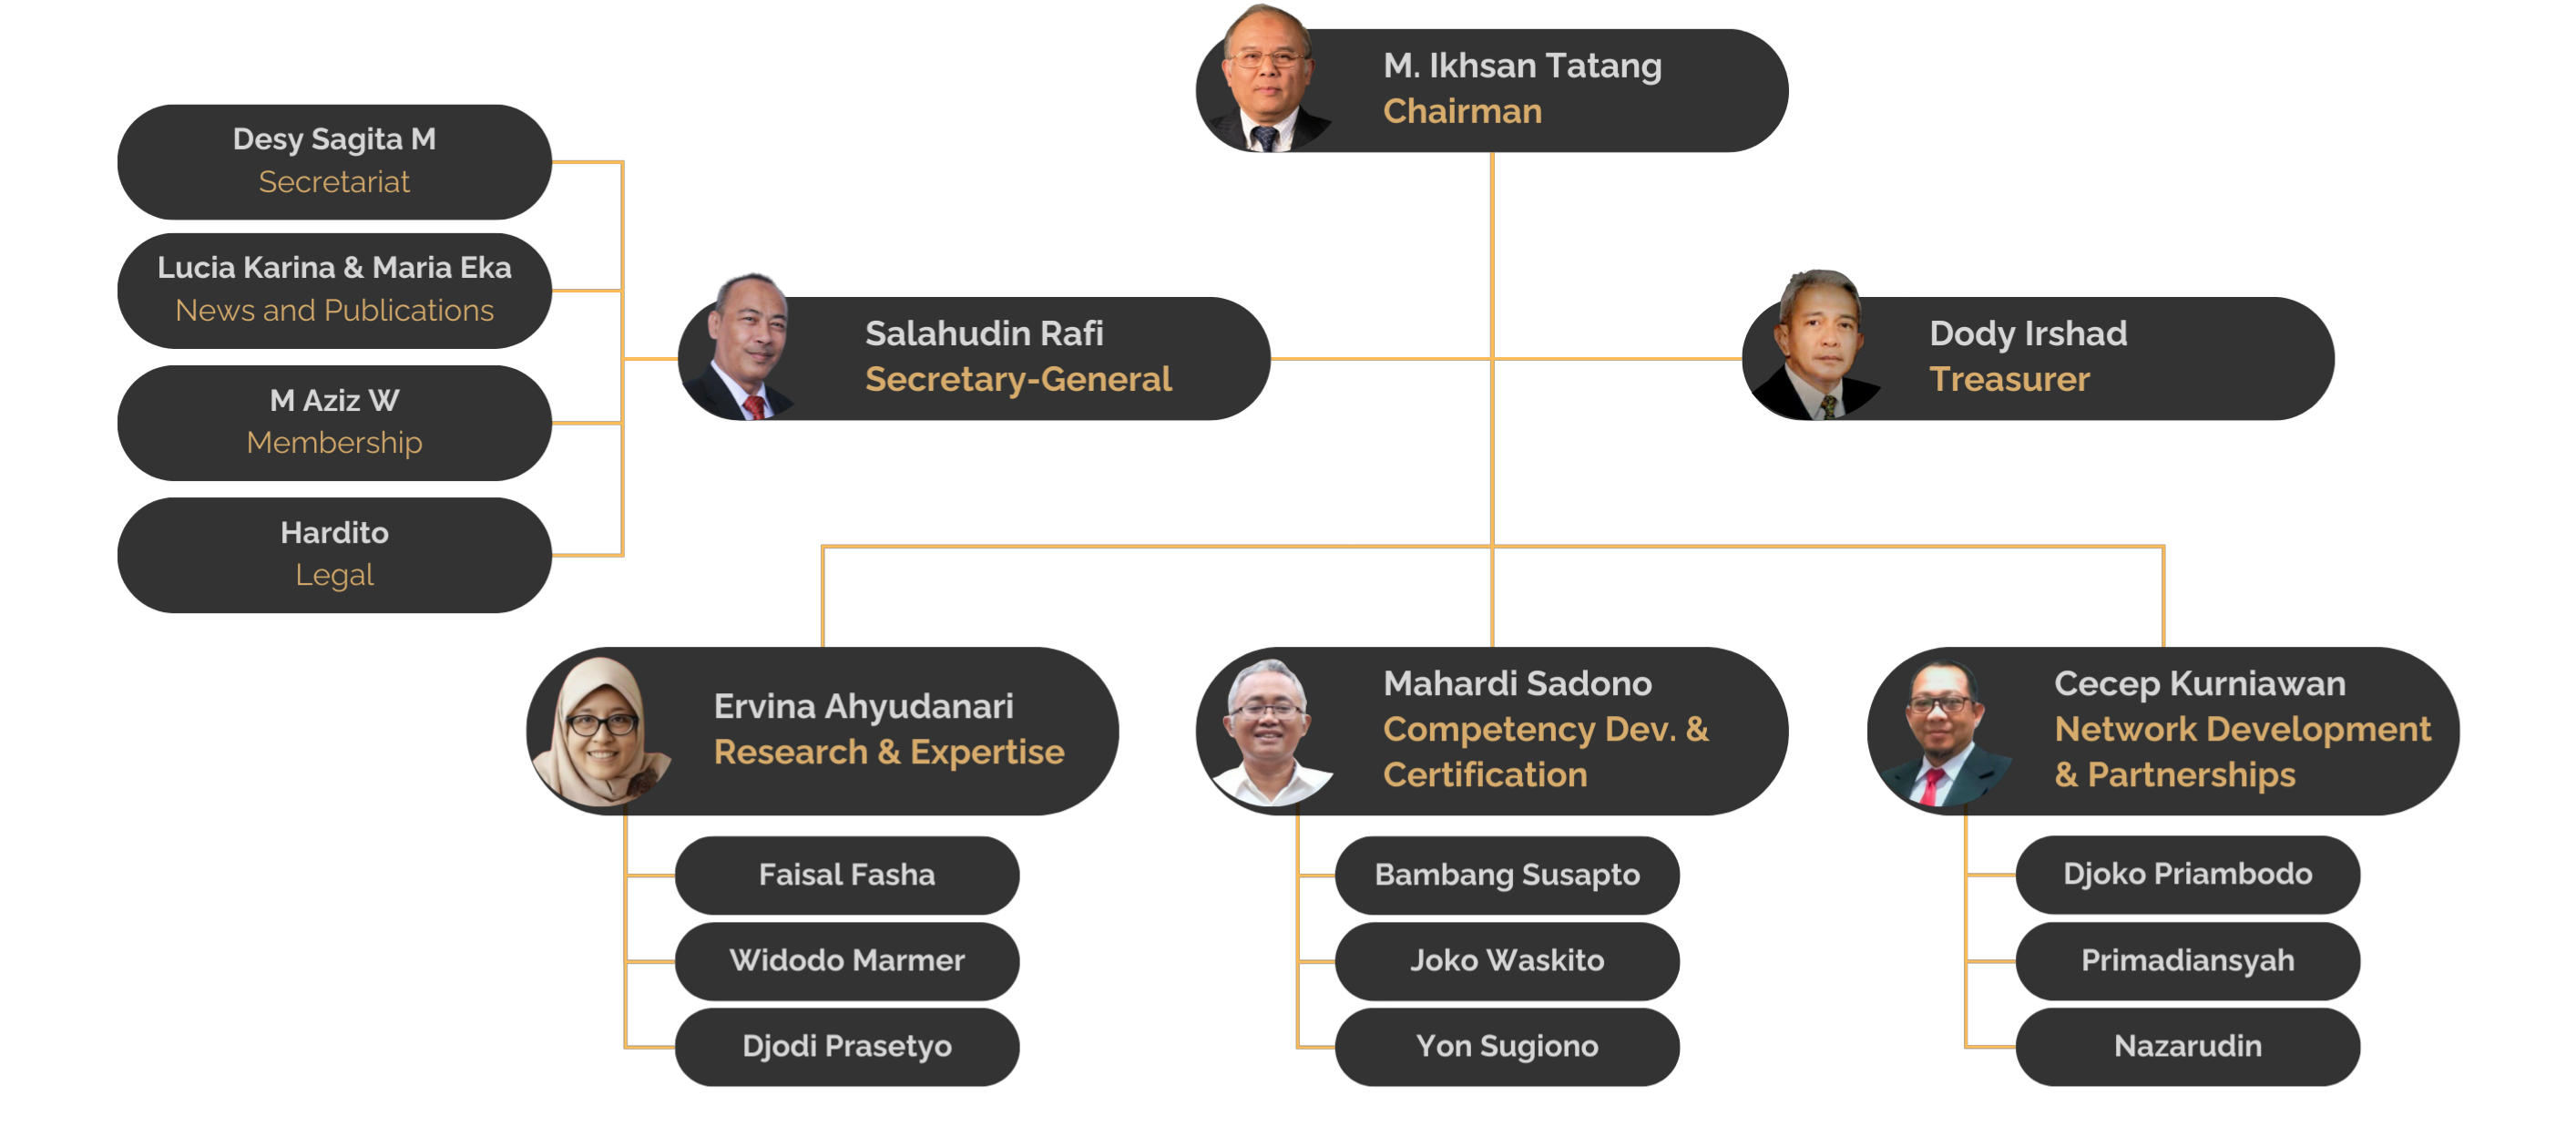 M. Ikhsan Tatang
Chairman
Desy Sagita M
Secretariat
Lucia Karina & Maria Eka
News and Publications
M Aziz W
Membership
Hardito
Legal
Salahudin Rafi
Secretary-General
Dody Irshad
Treasurer
Ervina Ahyudanari
Research & Expertise
Faisal Fasha
Widodo Marmer
Djodi Prasetyo
Mahardi Sadono
Competency Dev. &
Certification
Bambang Susapto
Joko Waskito
Yon Sugiono
Cecep Kurniawan
Network Development
& Partnerships
Djoko Priambodo
Primadiansyah
Nazarudin